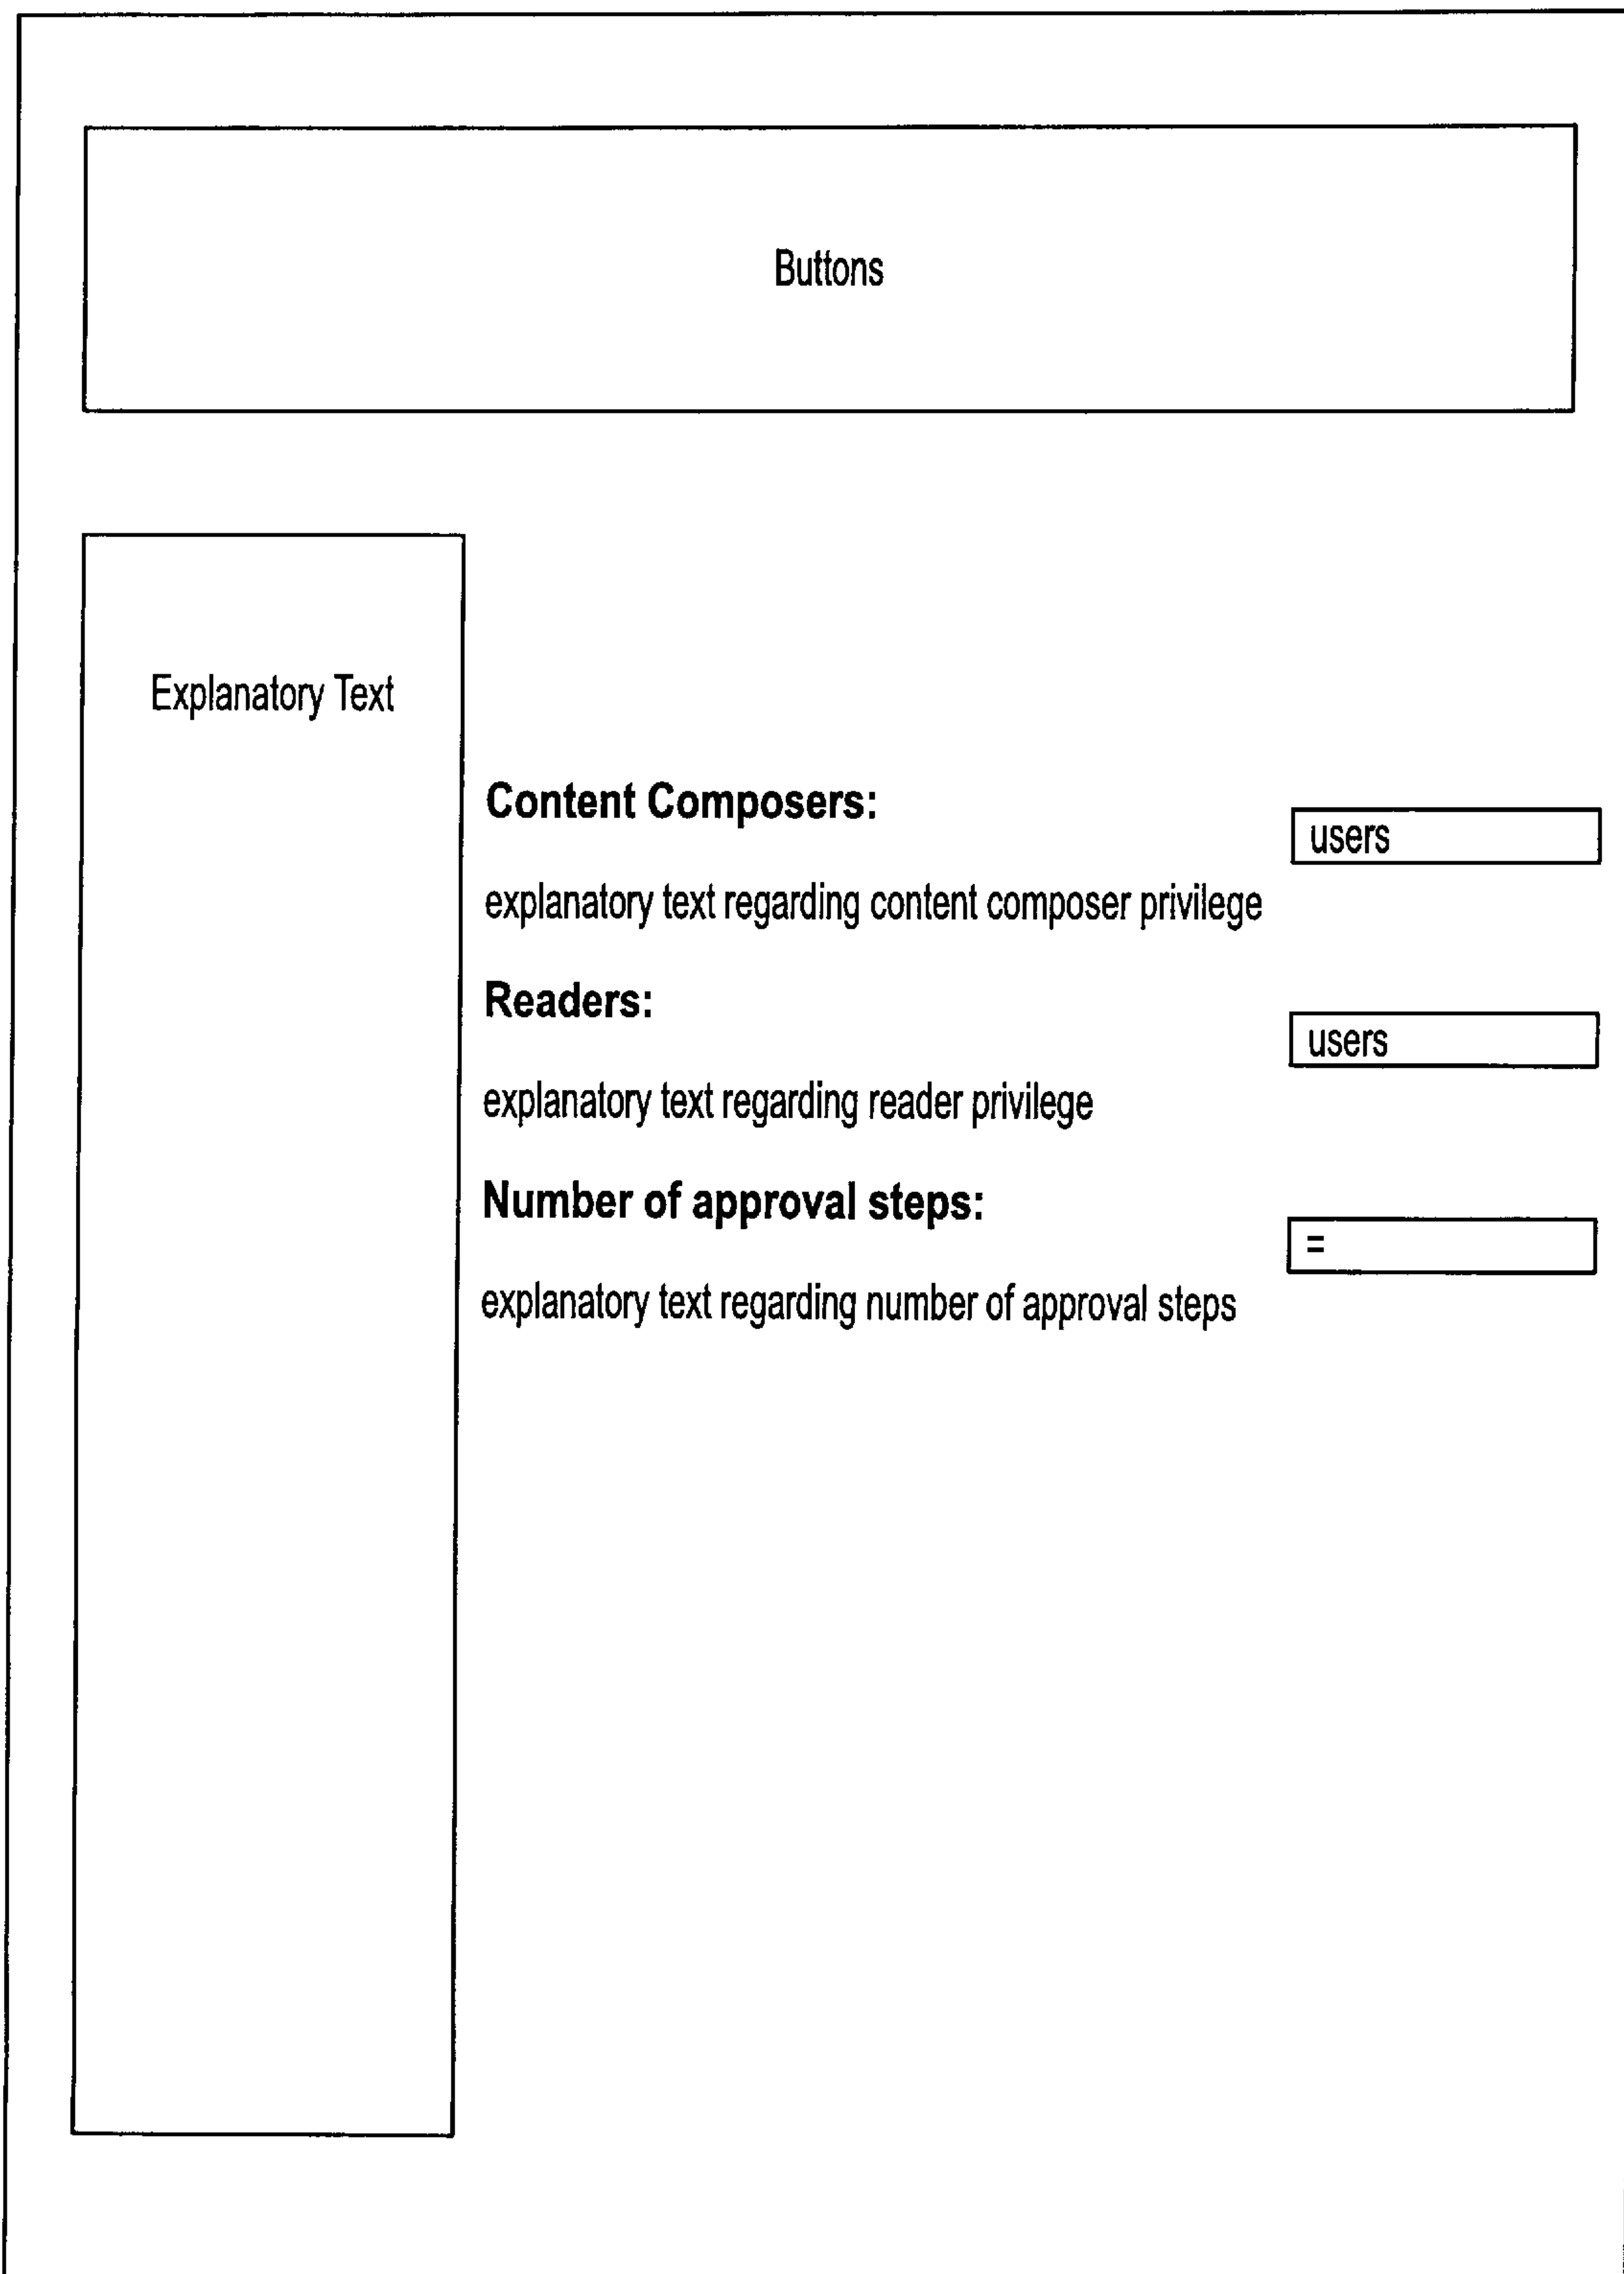 Buttons
Explanatory Text
Content Composers:
users
explanatory text regarding content composer privilege
Readers:
users
explanatory text regarding reader privilege
Number of approval steps:
=
explanatory text regarding number of approval steps